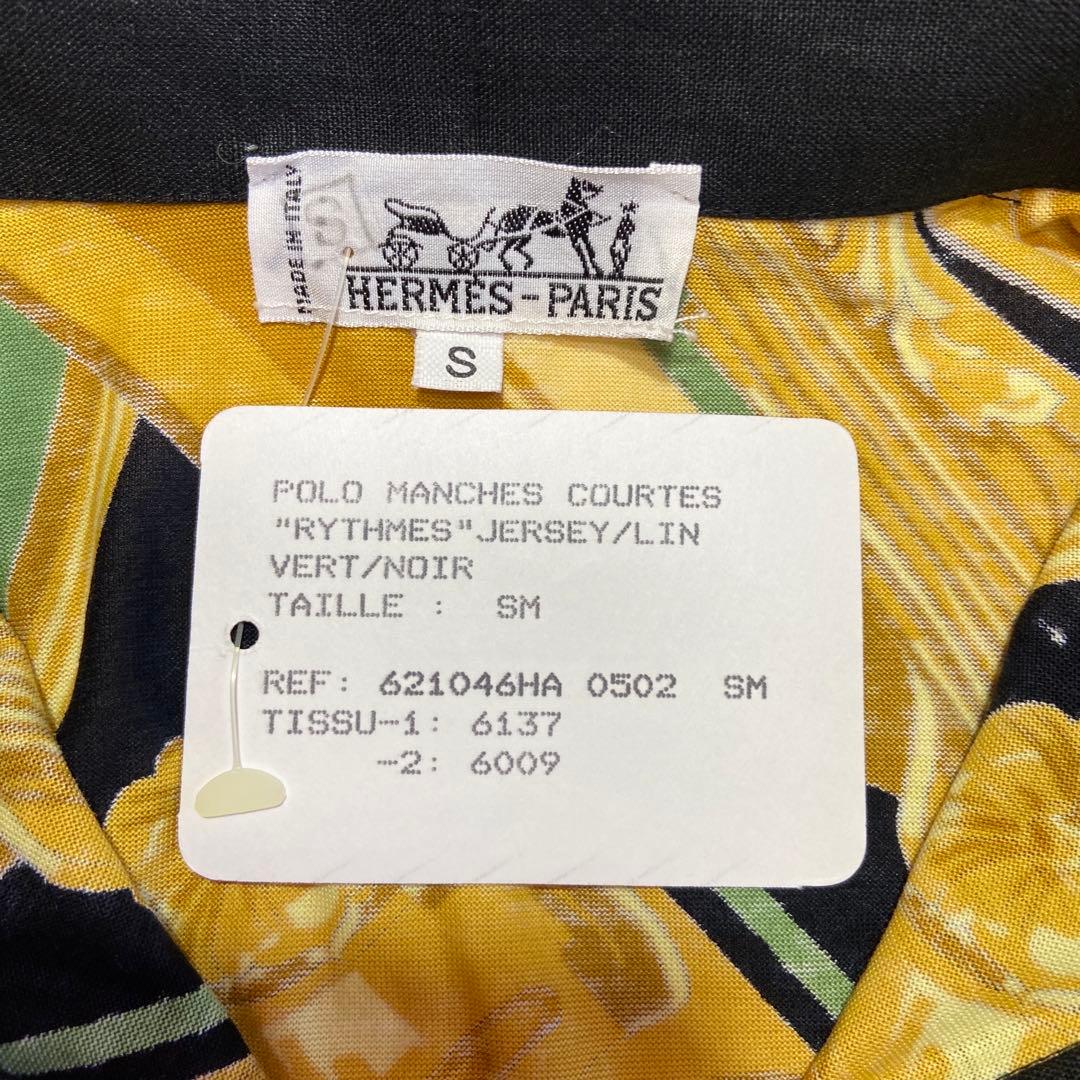 MADE IN ITALY
HERMÈS-PARIS
S
POLO MANCHES COURTES
"RYTHMES"JERSEY/LIN
VERT/NOIR
TAILLE : SM
REF: 621046HA 0502 SM
TISSU-1: 6137
-2: 6009